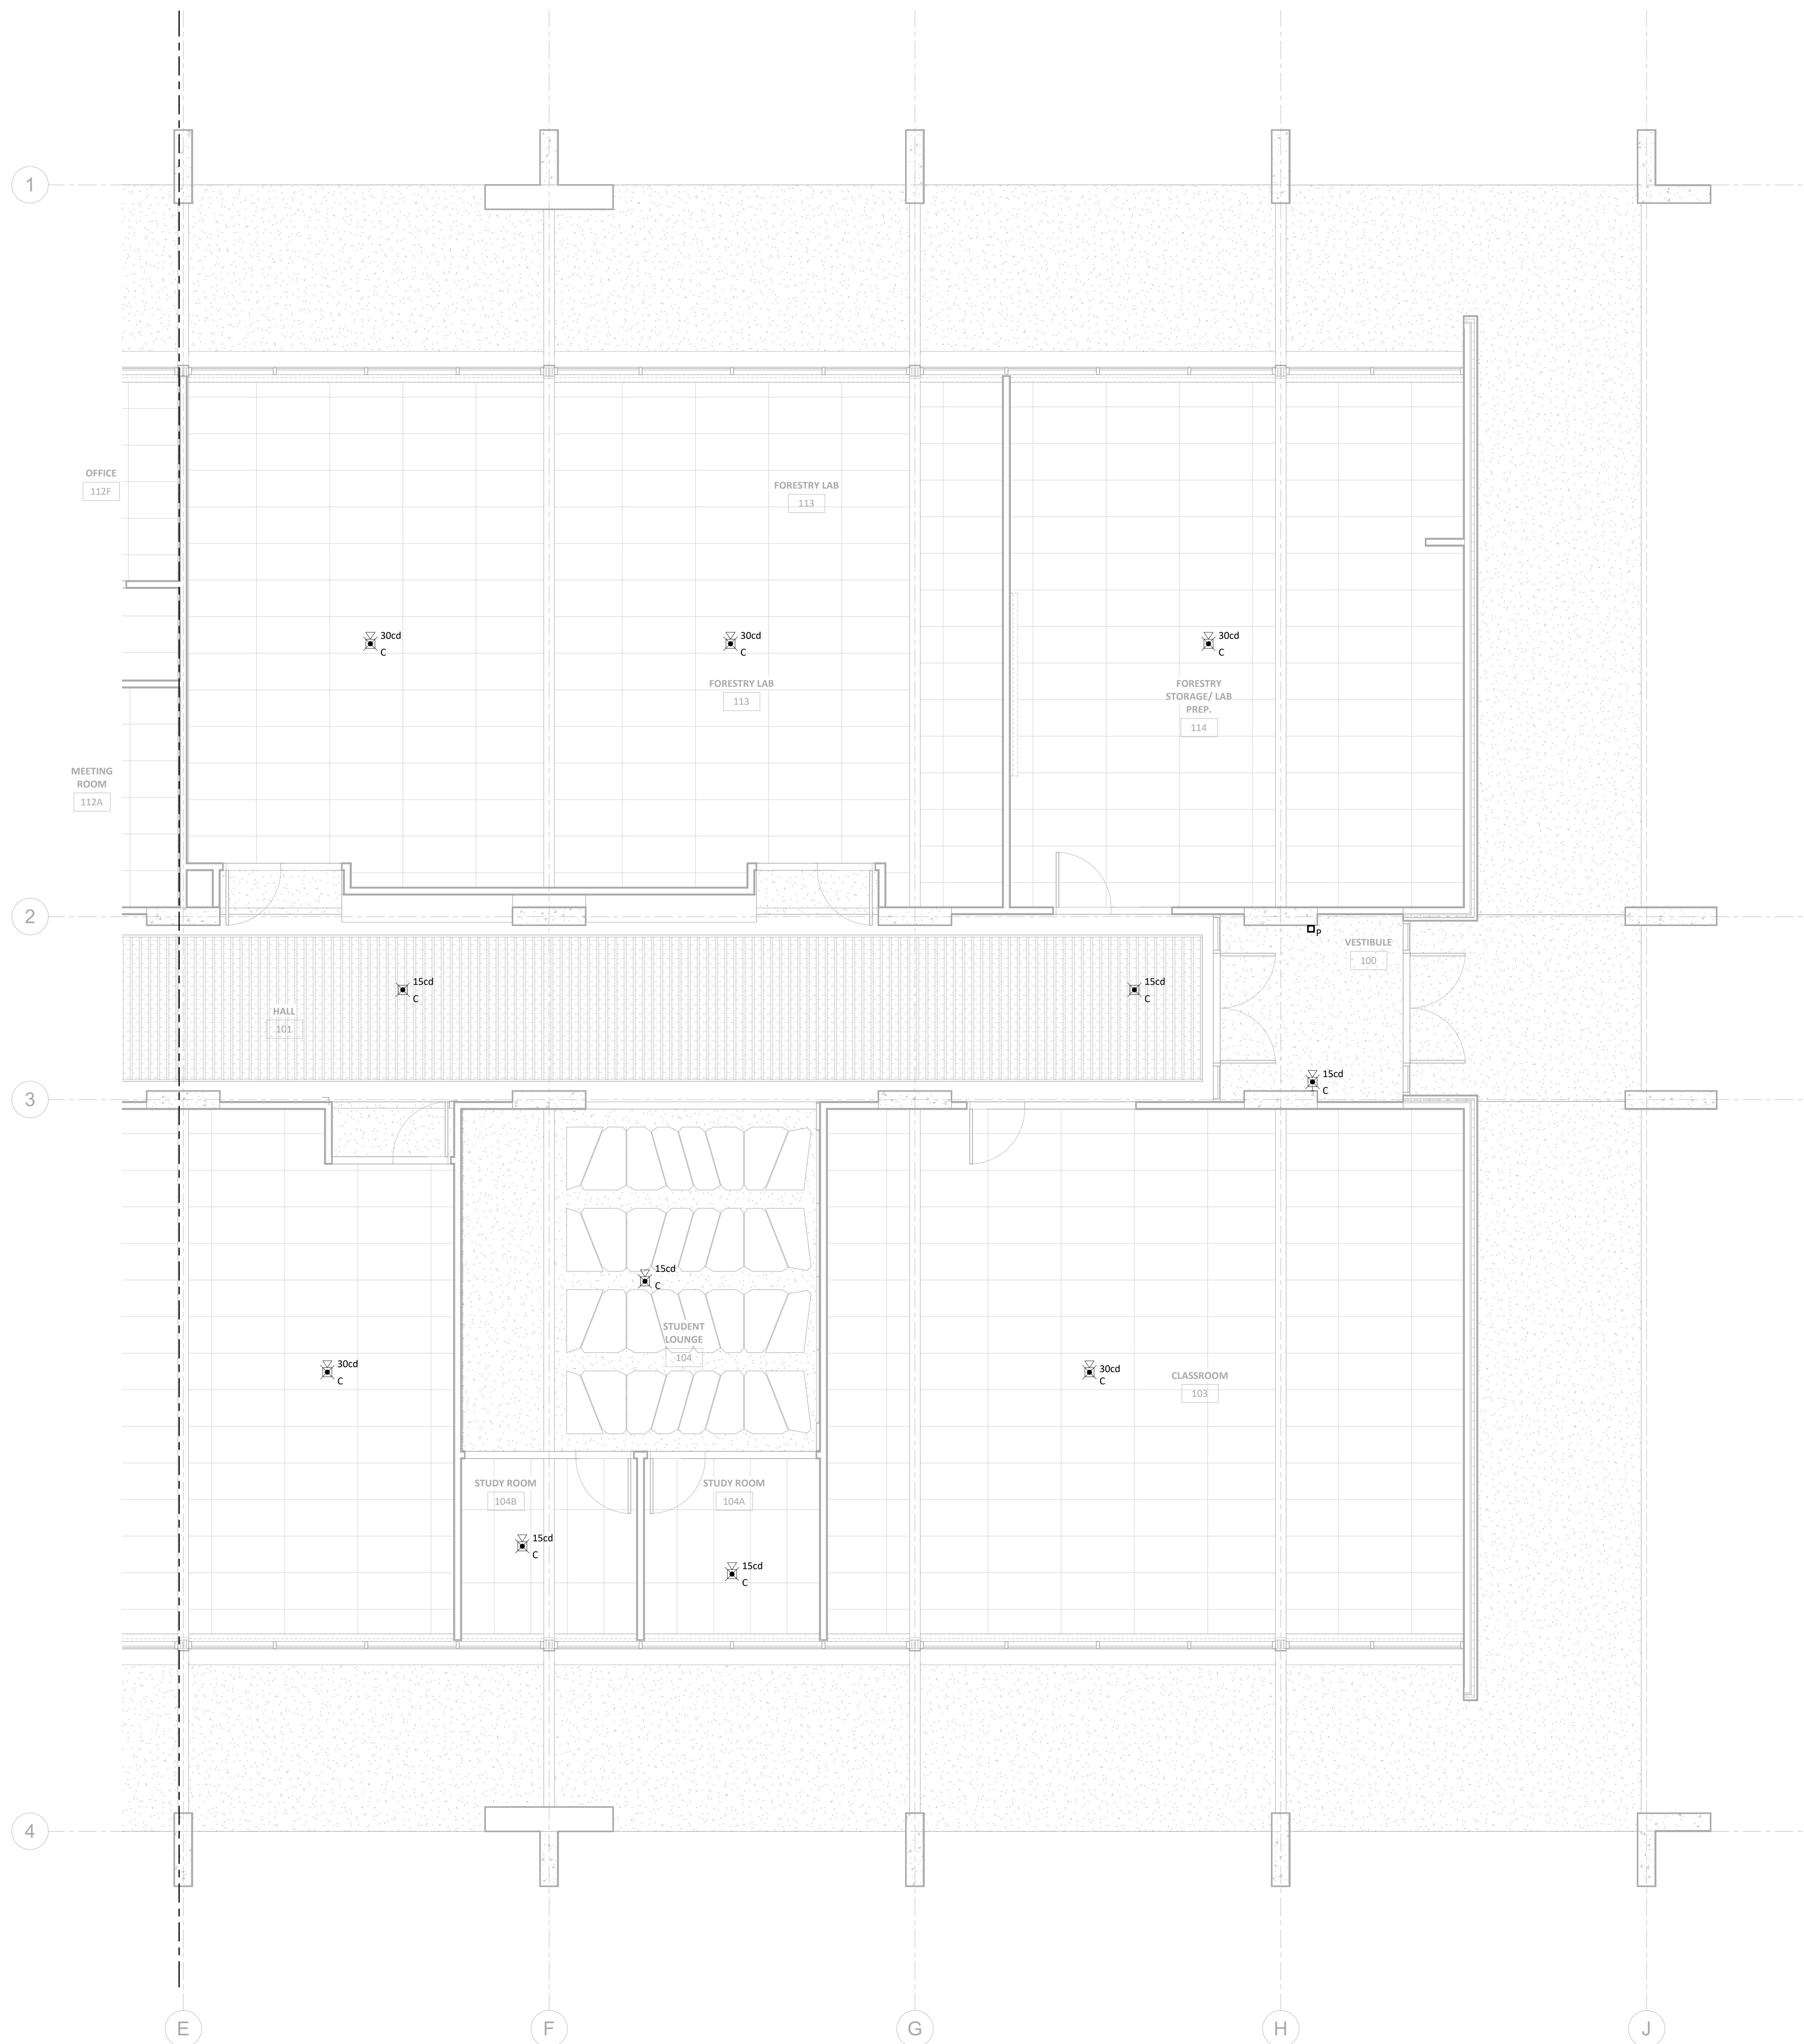 1
OFFICE
112F
FORESTRY LAB
113
30cd
C
30cd
C
30cd
C
FORESTRY LAB
113
FORESTRY
STORAGE/ LAB
PREP.
114
MEETING
ROOM
112A
2
P
VESTIBULE
100
15cd
C
15cd
C
HALL
101
15cd
C
3
15cd
C
STUDENT
LOUNGE
104
30cd
C
30cd
C
CLASSROOM
103
STUDY ROOM
104B
STUDY ROOM
104A
15cd
C
15cd
C
4
E
F
G
H
J